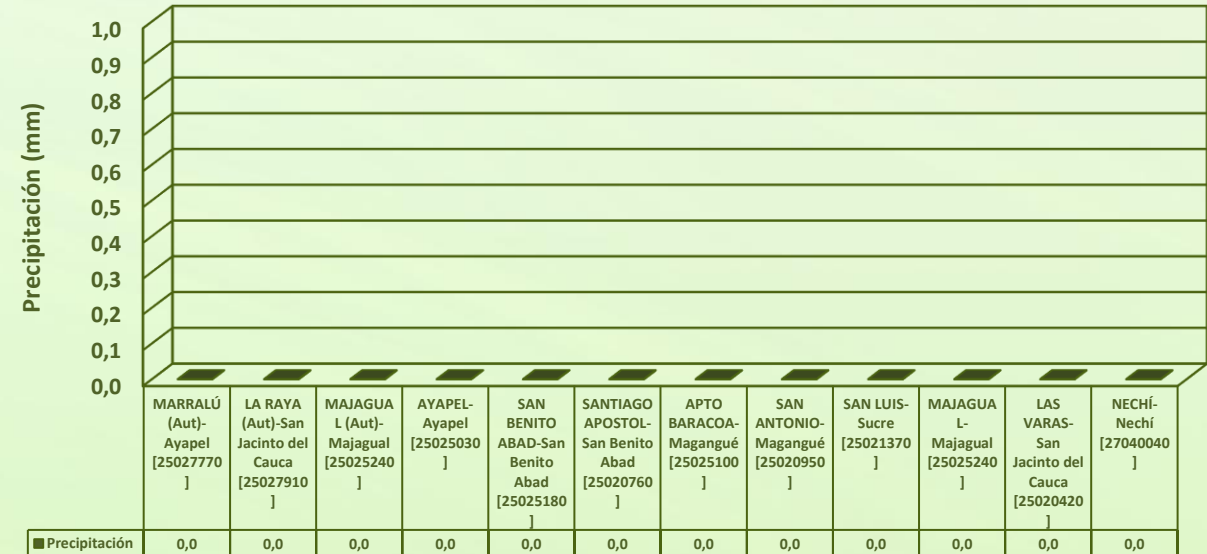 Precipitación (mm)
1,0
0,9
0,8
0,7
0,6
0,5
0,4
0,3
0,2
0,1
0,0
MARRALÚ
(Aut)-
Ayapel
[25027770
]
LA RAYA
(Aut)-San
Jacinto del
Cauca
[25027910
]
MAJAGUA
L (Aut)-
Majagual
[25025240
]
AYAPEL-
Ayapel
[25025030
]
SAN
BENITO
ABAD-San
Benito
Abad
[25025180
]
SANTIAGO
APOSTOL-
San Benito
Abad
[25020760
]
APTO
BARACOA-
Magangué
[25025100
]
SAN
ANTONIO-
Magangué
[25020950
]
SAN LUIS-
Sucre
[25021370
]
MAJAGUA
L-
Majagual
[25025240
]
LAS
VARAS-
San
Jacinto del
Cauca
[25020420
]
NECHÍ-
Nechí
[27040040
]
Precipitación 0,0 0,0 0,0 0,0 0,0 0,0 0,0 0,0 0,0 0,0 0,0 0,0